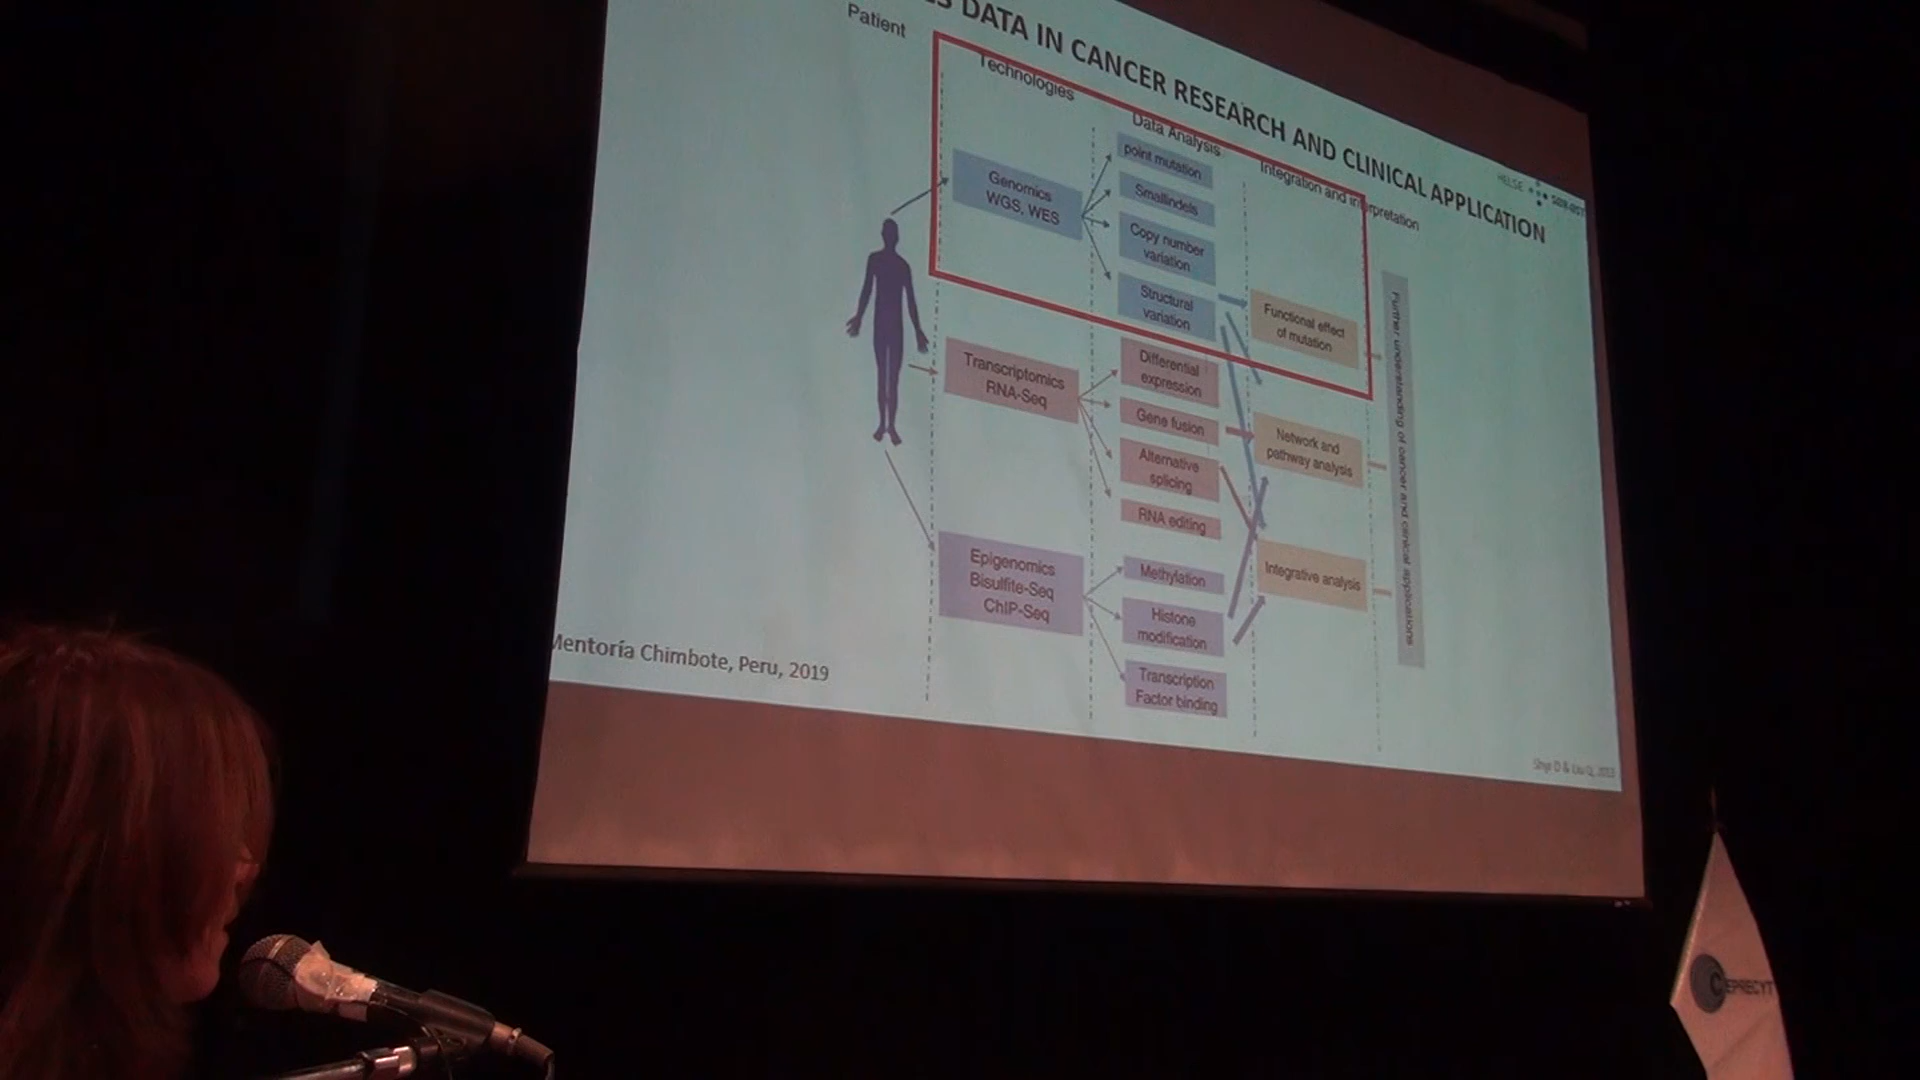 DATA IN CANCER RESEARCH AND CLINICAL APPLICATION
HELSE
Patient
Technologies
Data Analysis
Integration and interpretation
Genomics
WGS, WES
point mutation
Smallindels
Copy number
variation
Structural
variation
Functional effect
of mutation
Transcriptomics
RNA-Seq
Differential
expression
Gene fusion
Alternative
splicing
RNA editing
Network and
pathway analysis
Epigenomics
Bisulfite-Seq
ChIP-Seq
Methylation
Histone
modification
Transcription
Factor binding
Integrative analysis
Further understanding of cancer and clinical applications
Mentoría Chimbote, Peru, 2019
CEPRECYT